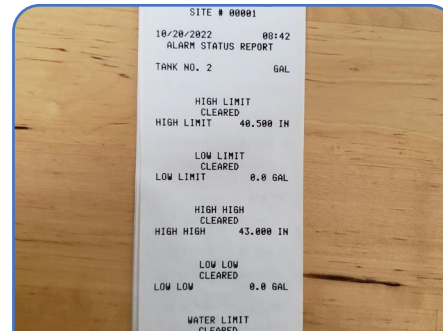 SITE # 00001
10/20/2022 08:42
ALARM STATUS REPORT
TANK NO. 2 GAL
HIGH LIMIT
CLEARED
HIGH LIMIT 40.500 IN
LOW LIMIT
CLEARED
LOW LIMIT 0.0 GAL
HIGH HIGH
CLEARED
HIGH HIGH 43.000 IN
LOW LOW
CLEARED
LOW LOW 0.0 GAL
WATER LIMIT
CLEARED